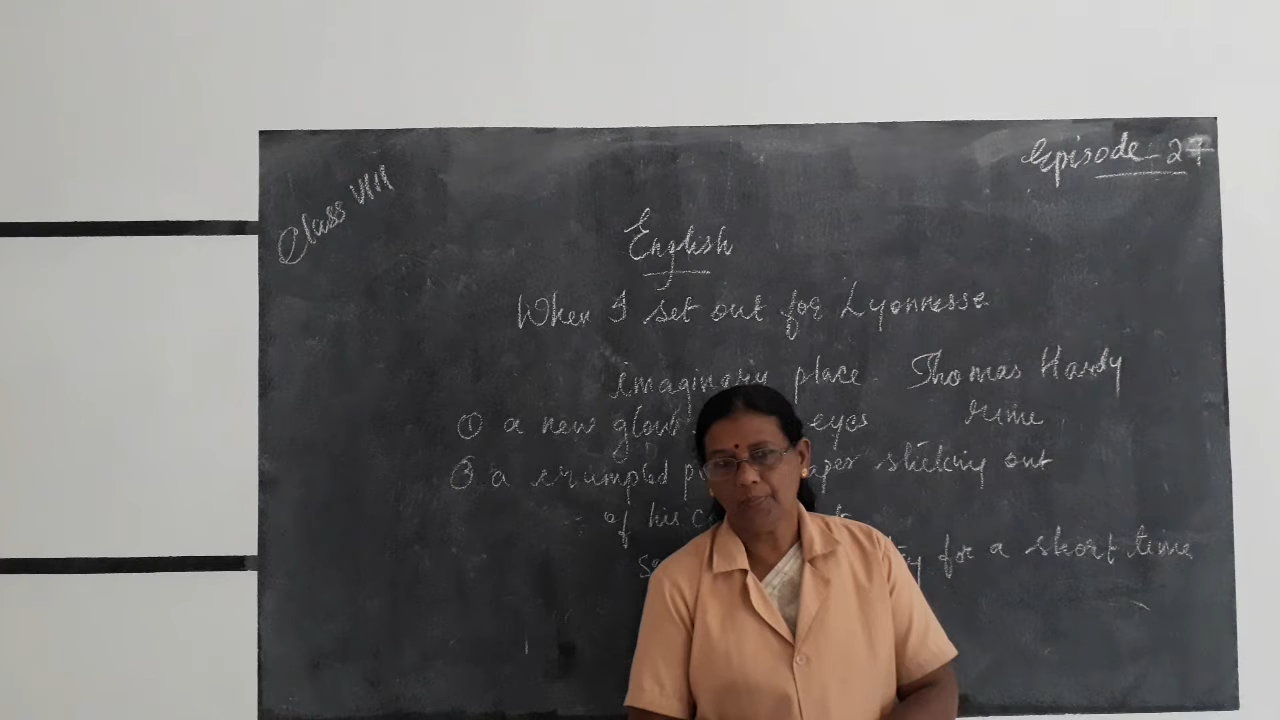 Class VIII
Episode - 27
English
When I set out for Lyonnesse
imaginary place. Thomas Hardy
① a new glow eyes rime
② a crumpled sticking out
of his
for a short time